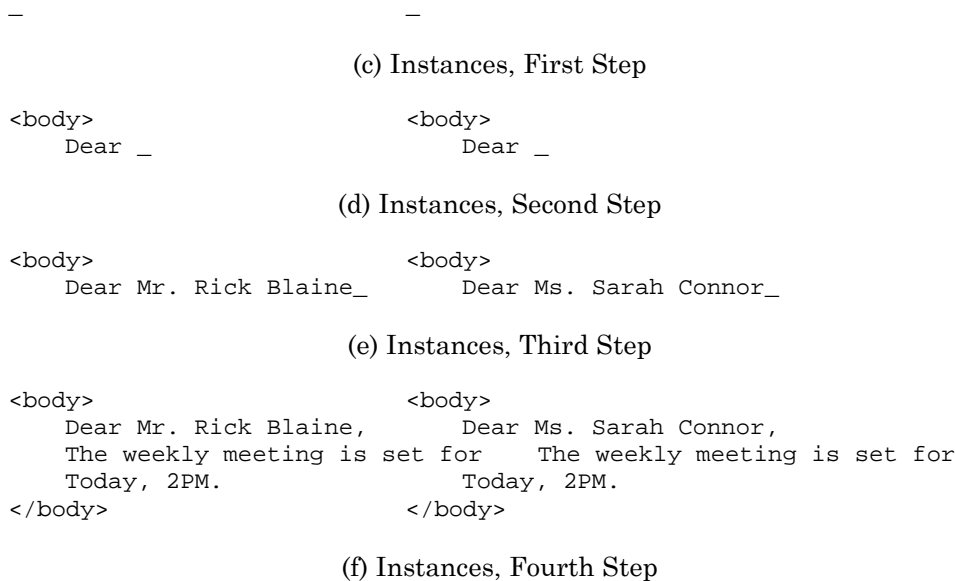 _ _
(c) Instances, First Step
<body> <body>
Dear _ Dear _
(d) Instances, Second Step
<body> <body>
Dear Mr. Rick Blaine_ Dear Ms. Sarah Connor_
(e) Instances, Third Step
<body> <body>
Dear Mr. Rick Blaine, Dear Ms. Sarah Connor,
The weekly meeting is set for The weekly meeting is set for
Today, 2PM. Today, 2PM.
</body> </body>
(f) Instances, Fourth Step